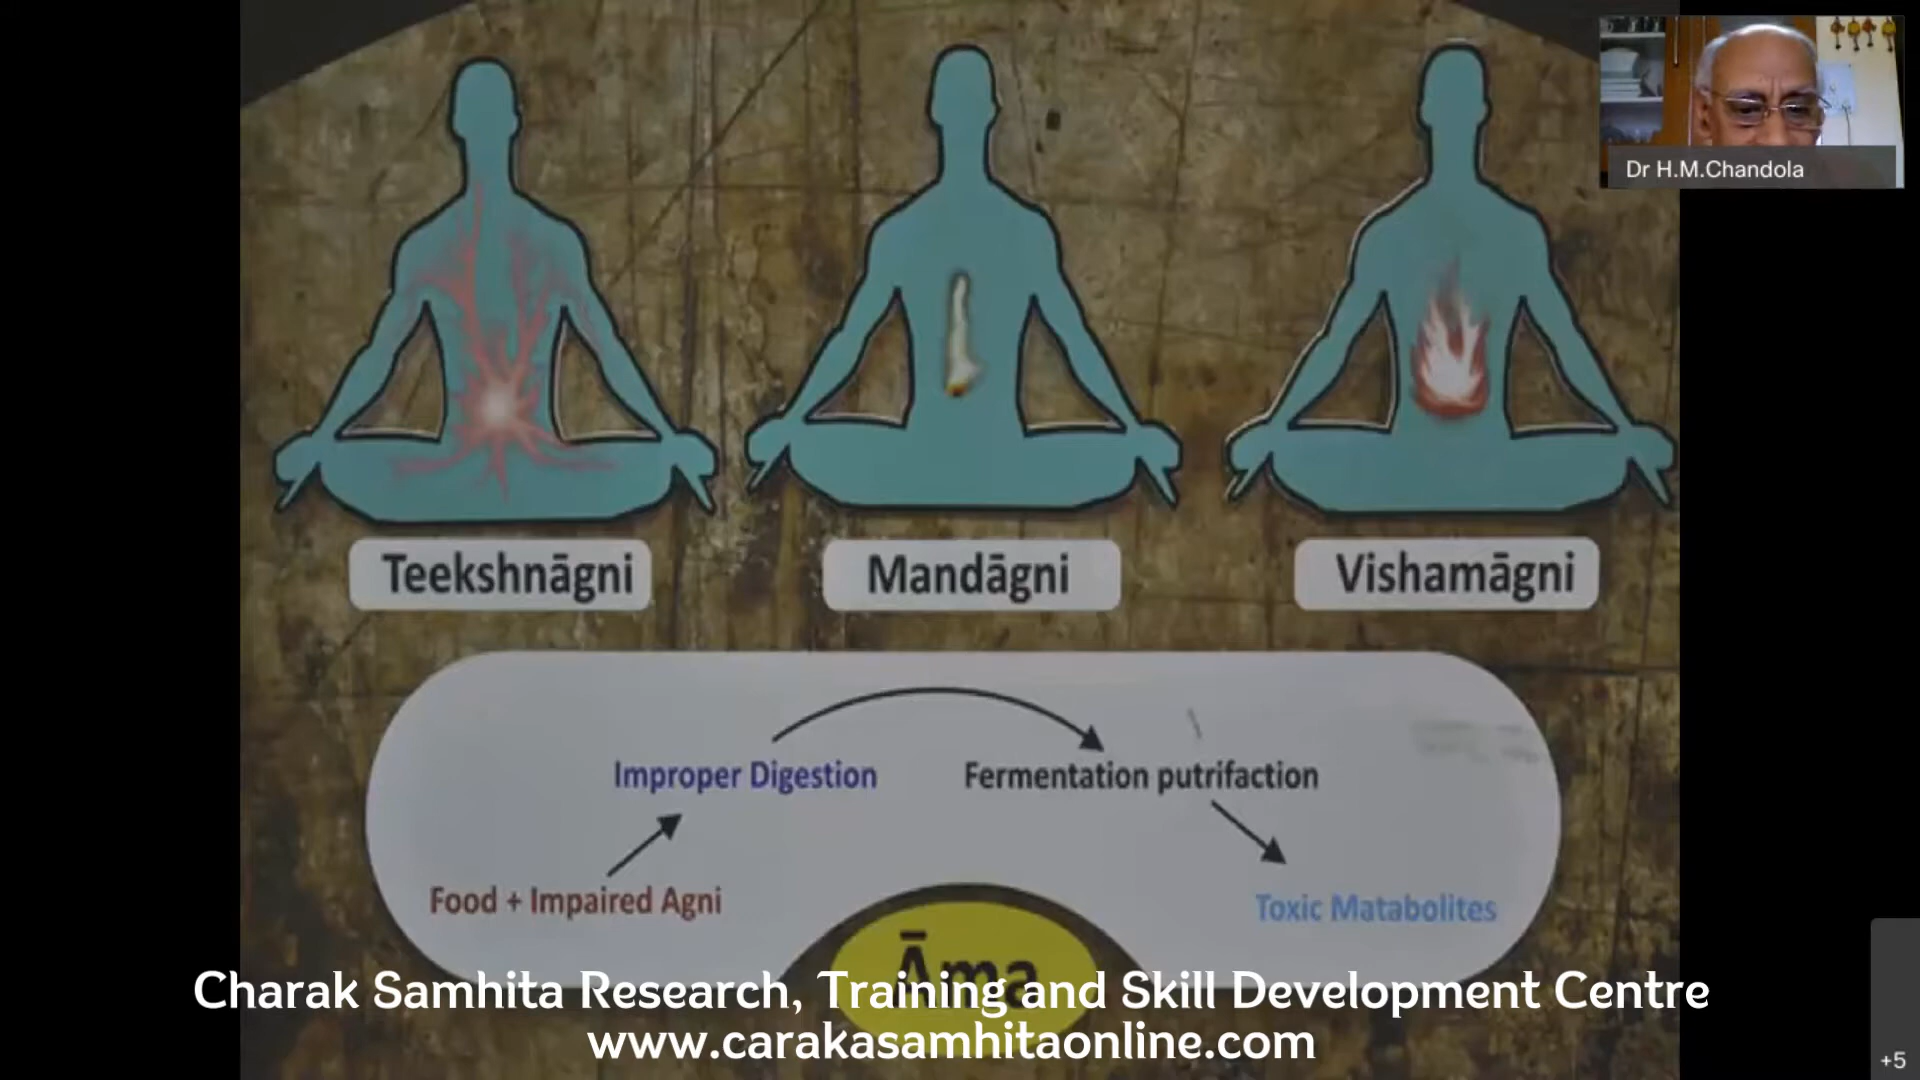 Dr H.M.Chandola
Teekshnāgni
Mandāgni
Vishamāgni
Improper Digestion
Fermentation putrifaction
Food + Impaired Agni
Toxic Matabolites
Āma
Charak Samhita Research, Training and Skill Development Centre
www.carakasamhitaonline.com
+5